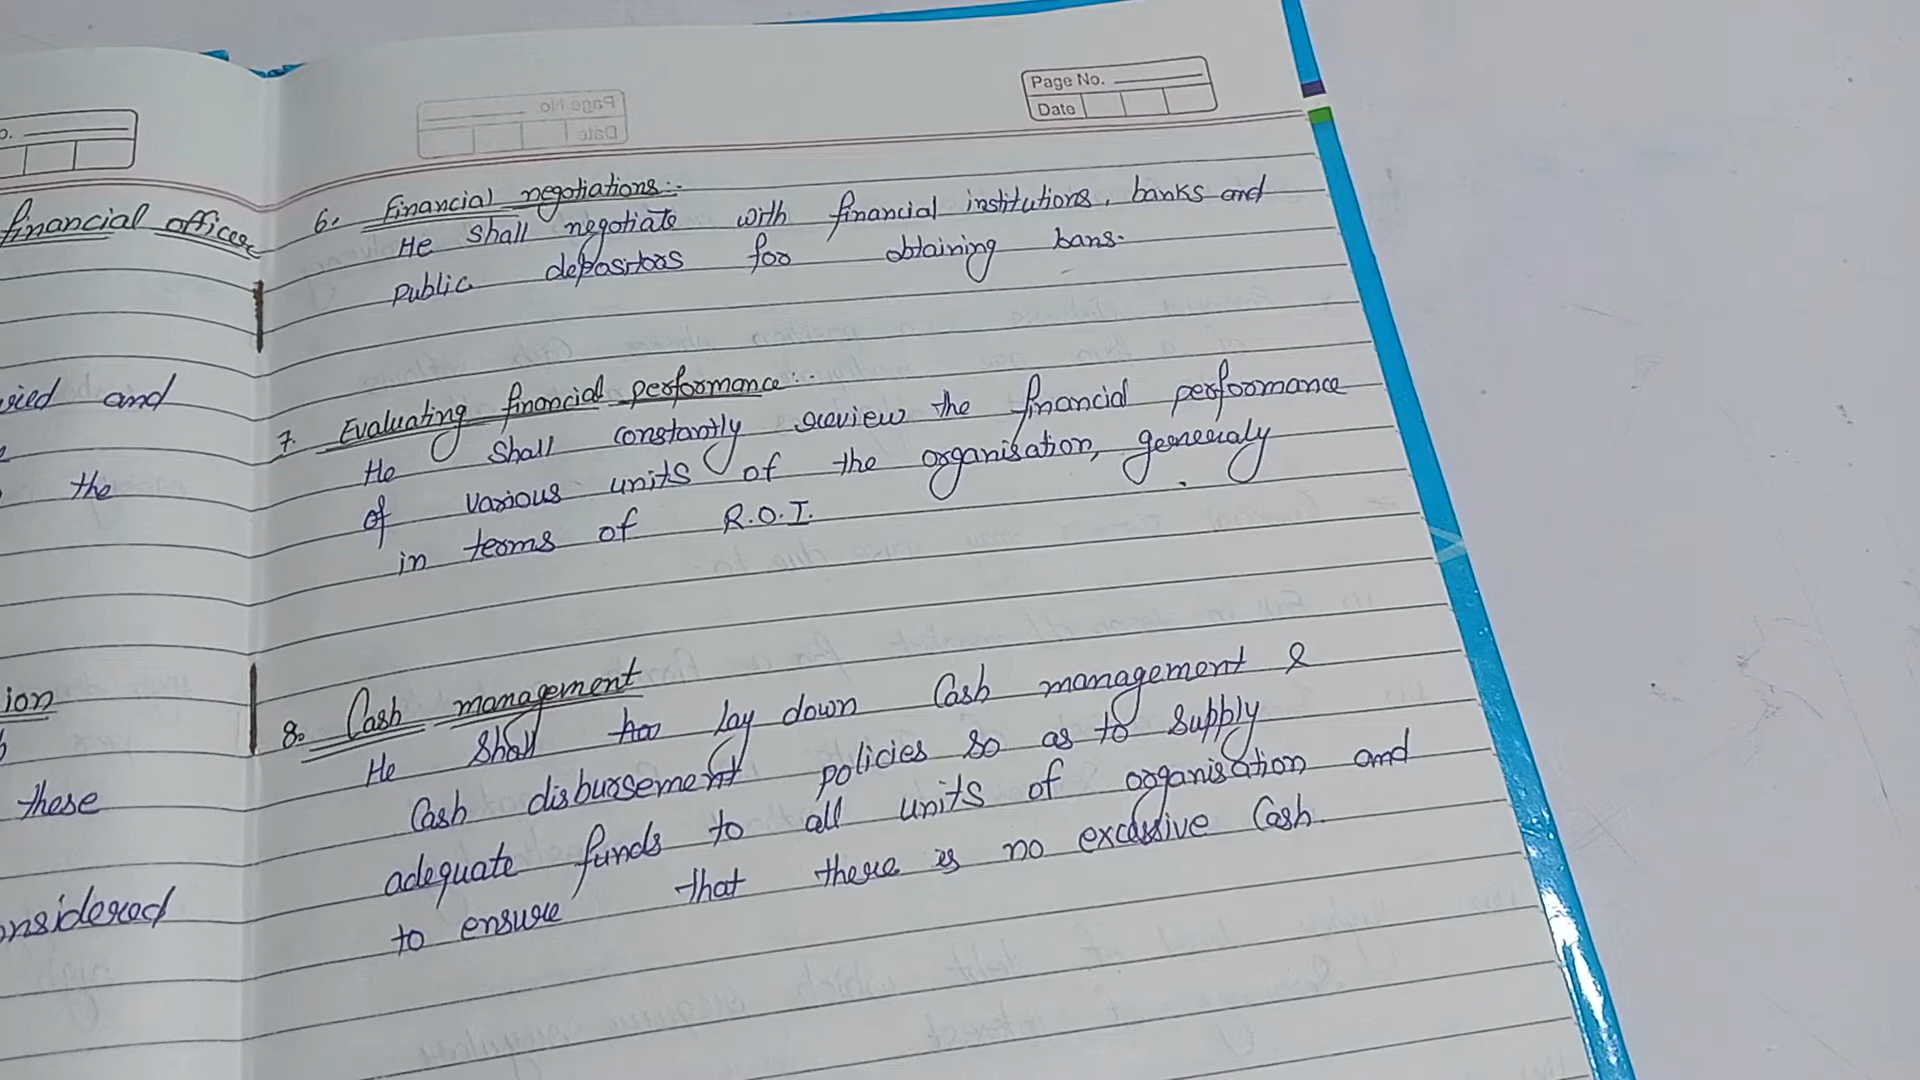 financial officer
ied and
the
ion
these
onsidered
Page No.
Date
6. Financial negotiations:-
He shall negotiate with financial institutions, banks and
public depositors for obtaining loans.
7. Evaluating financial performance:-
He shall constantly review the financial performance
of various units of the organisation, generaly
in terms of R.O.I.
8. Cash management
He shall lay down Cash management &
Cash disbursement policies so as to supply
adequate funds to all units of organisation and
to ensure that there is no excessive Cash.